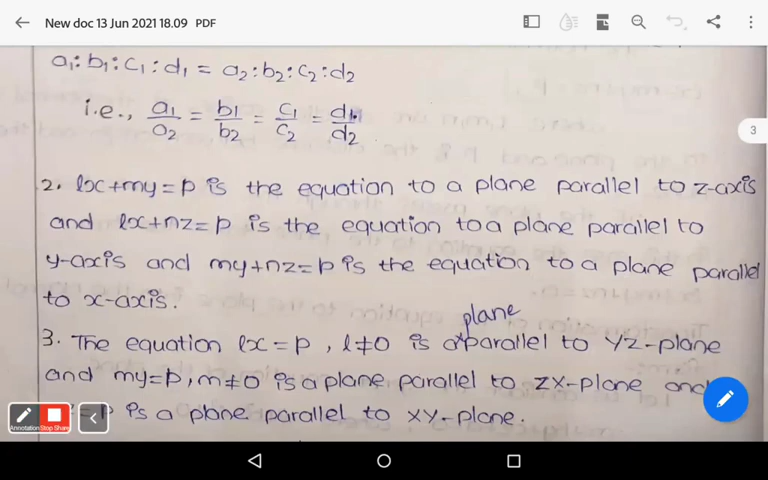 New doc 13 Jun 2021 18.09 PDF
a₁:b₁:c₁:d₁ = a₂:b₂:c₂:d₂
i.e., a₁/a₂ = b₁/b₂ = c₁/c₂ = d₁/d₂
3
2. lx+my=p is the equation to a plane parallel to z-axis
and lx+nz=p is the equation to a plane parallel to
y-axis and my+nz=p is the equation to a plane parallel
to x-axis.
plane
3. The equation lx=p, l≠0 is a parallel to YZ-plane
and my=p, m≠0 is a plane parallel to ZX-plane and
=p is a plane parallel to XY-plane.
Annotation Stop Share